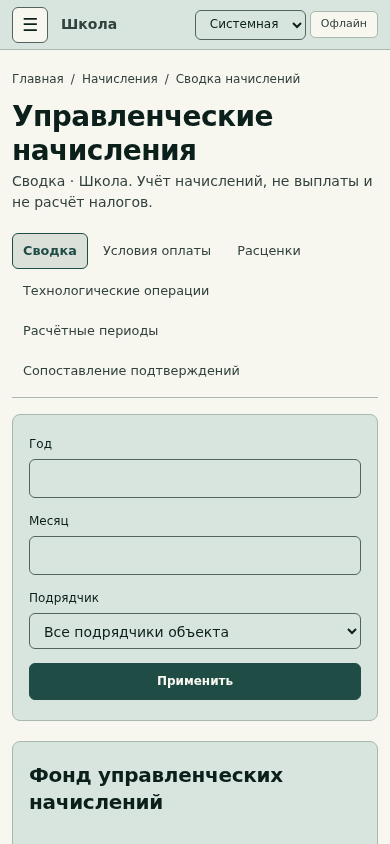 ☰ Школа Системная Офлайн
Главная / Начисления / Сводка начислений
Управленческие
начисления
Сводка · Школа. Учёт начислений, не выплаты и
не расчёт налогов.
Сводка Условия оплаты Расценки
Технологические операции
Расчётные периоды
Сопоставление подтверждений
Год
Месяц
Подрядчик
Все подрядчики объекта
Применить
Фонд управленческих
начислений